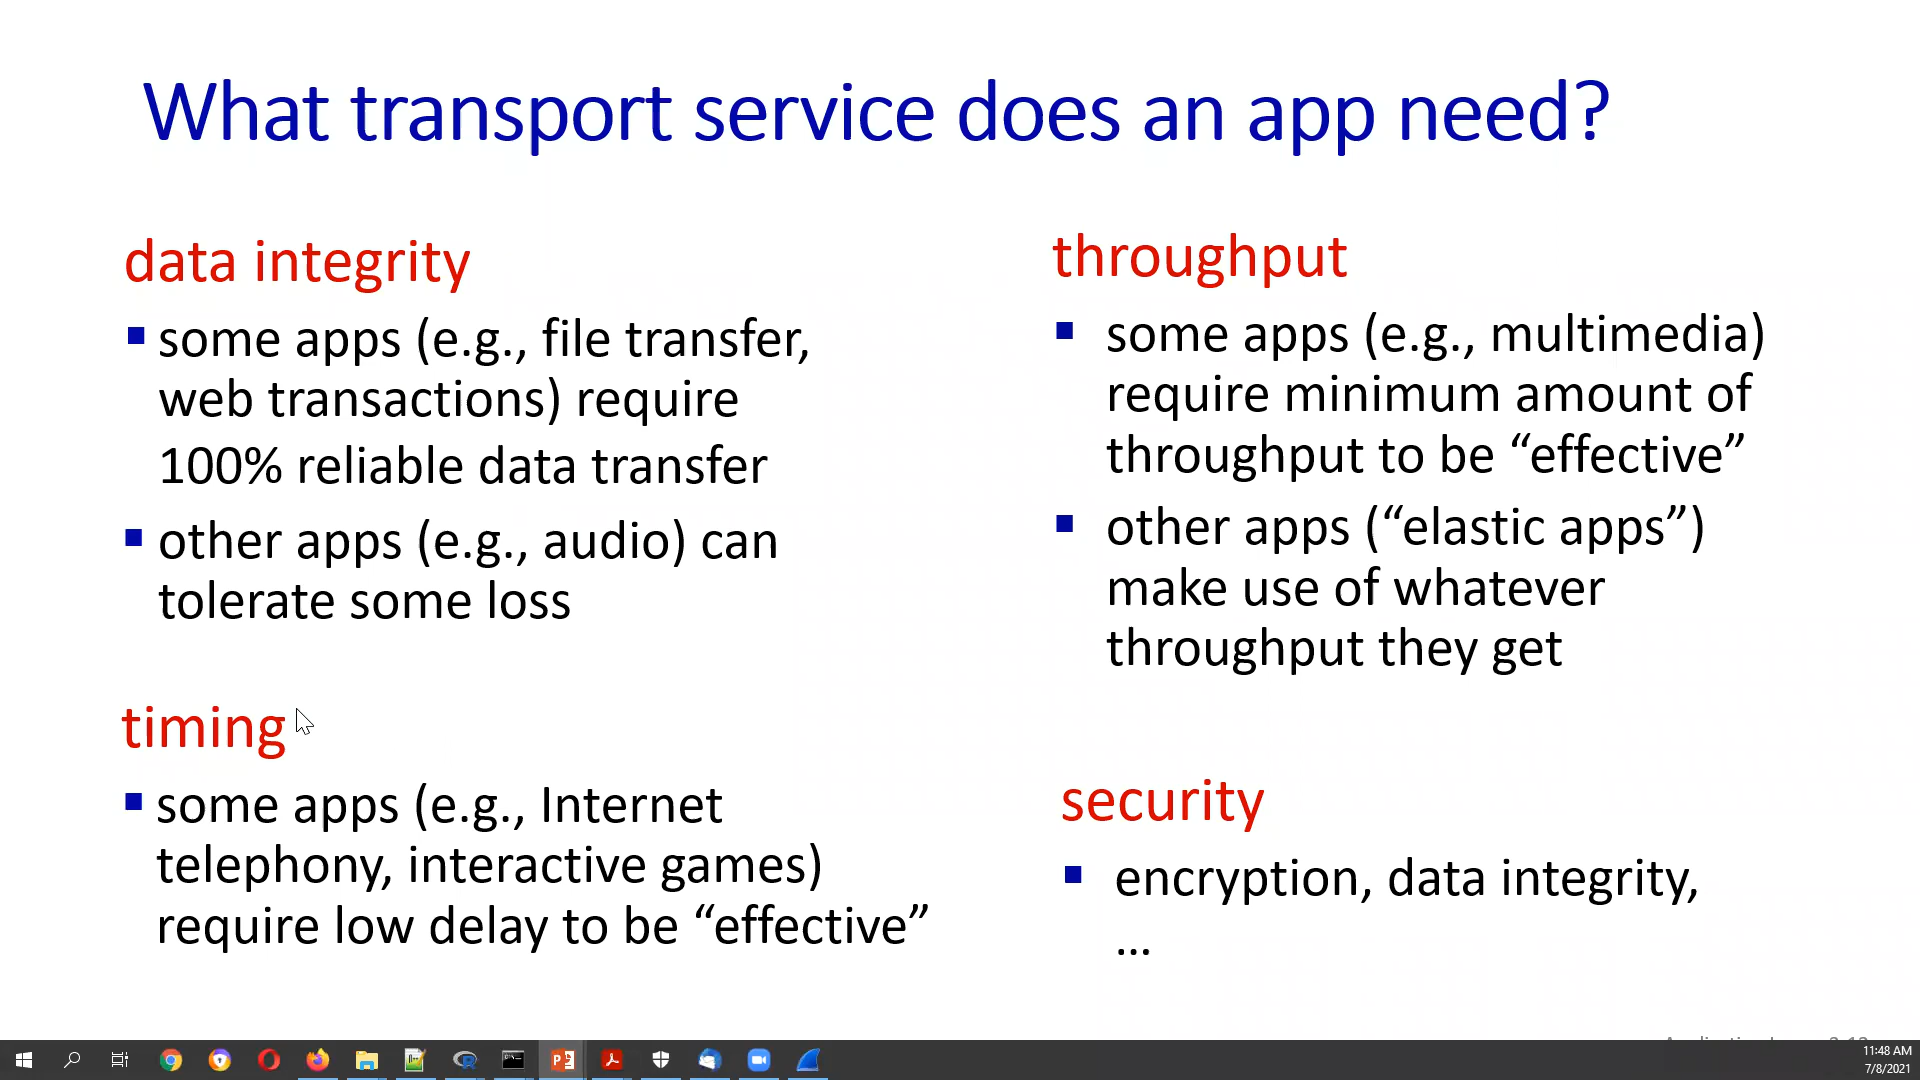 What transport service does an app need?
data integrity
▪ some apps (e.g., file transfer,
web transactions) require
100% reliable data transfer
▪ other apps (e.g., audio) can
tolerate some loss
timing
▪ some apps (e.g., Internet
telephony, interactive games)
require low delay to be “effective”
throughput
▪ some apps (e.g., multimedia)
require minimum amount of
throughput to be “effective”
▪ other apps (“elastic apps”)
make use of whatever
throughput they get
security
▪ encryption, data integrity,
...
11:48 AM
7/8/2021